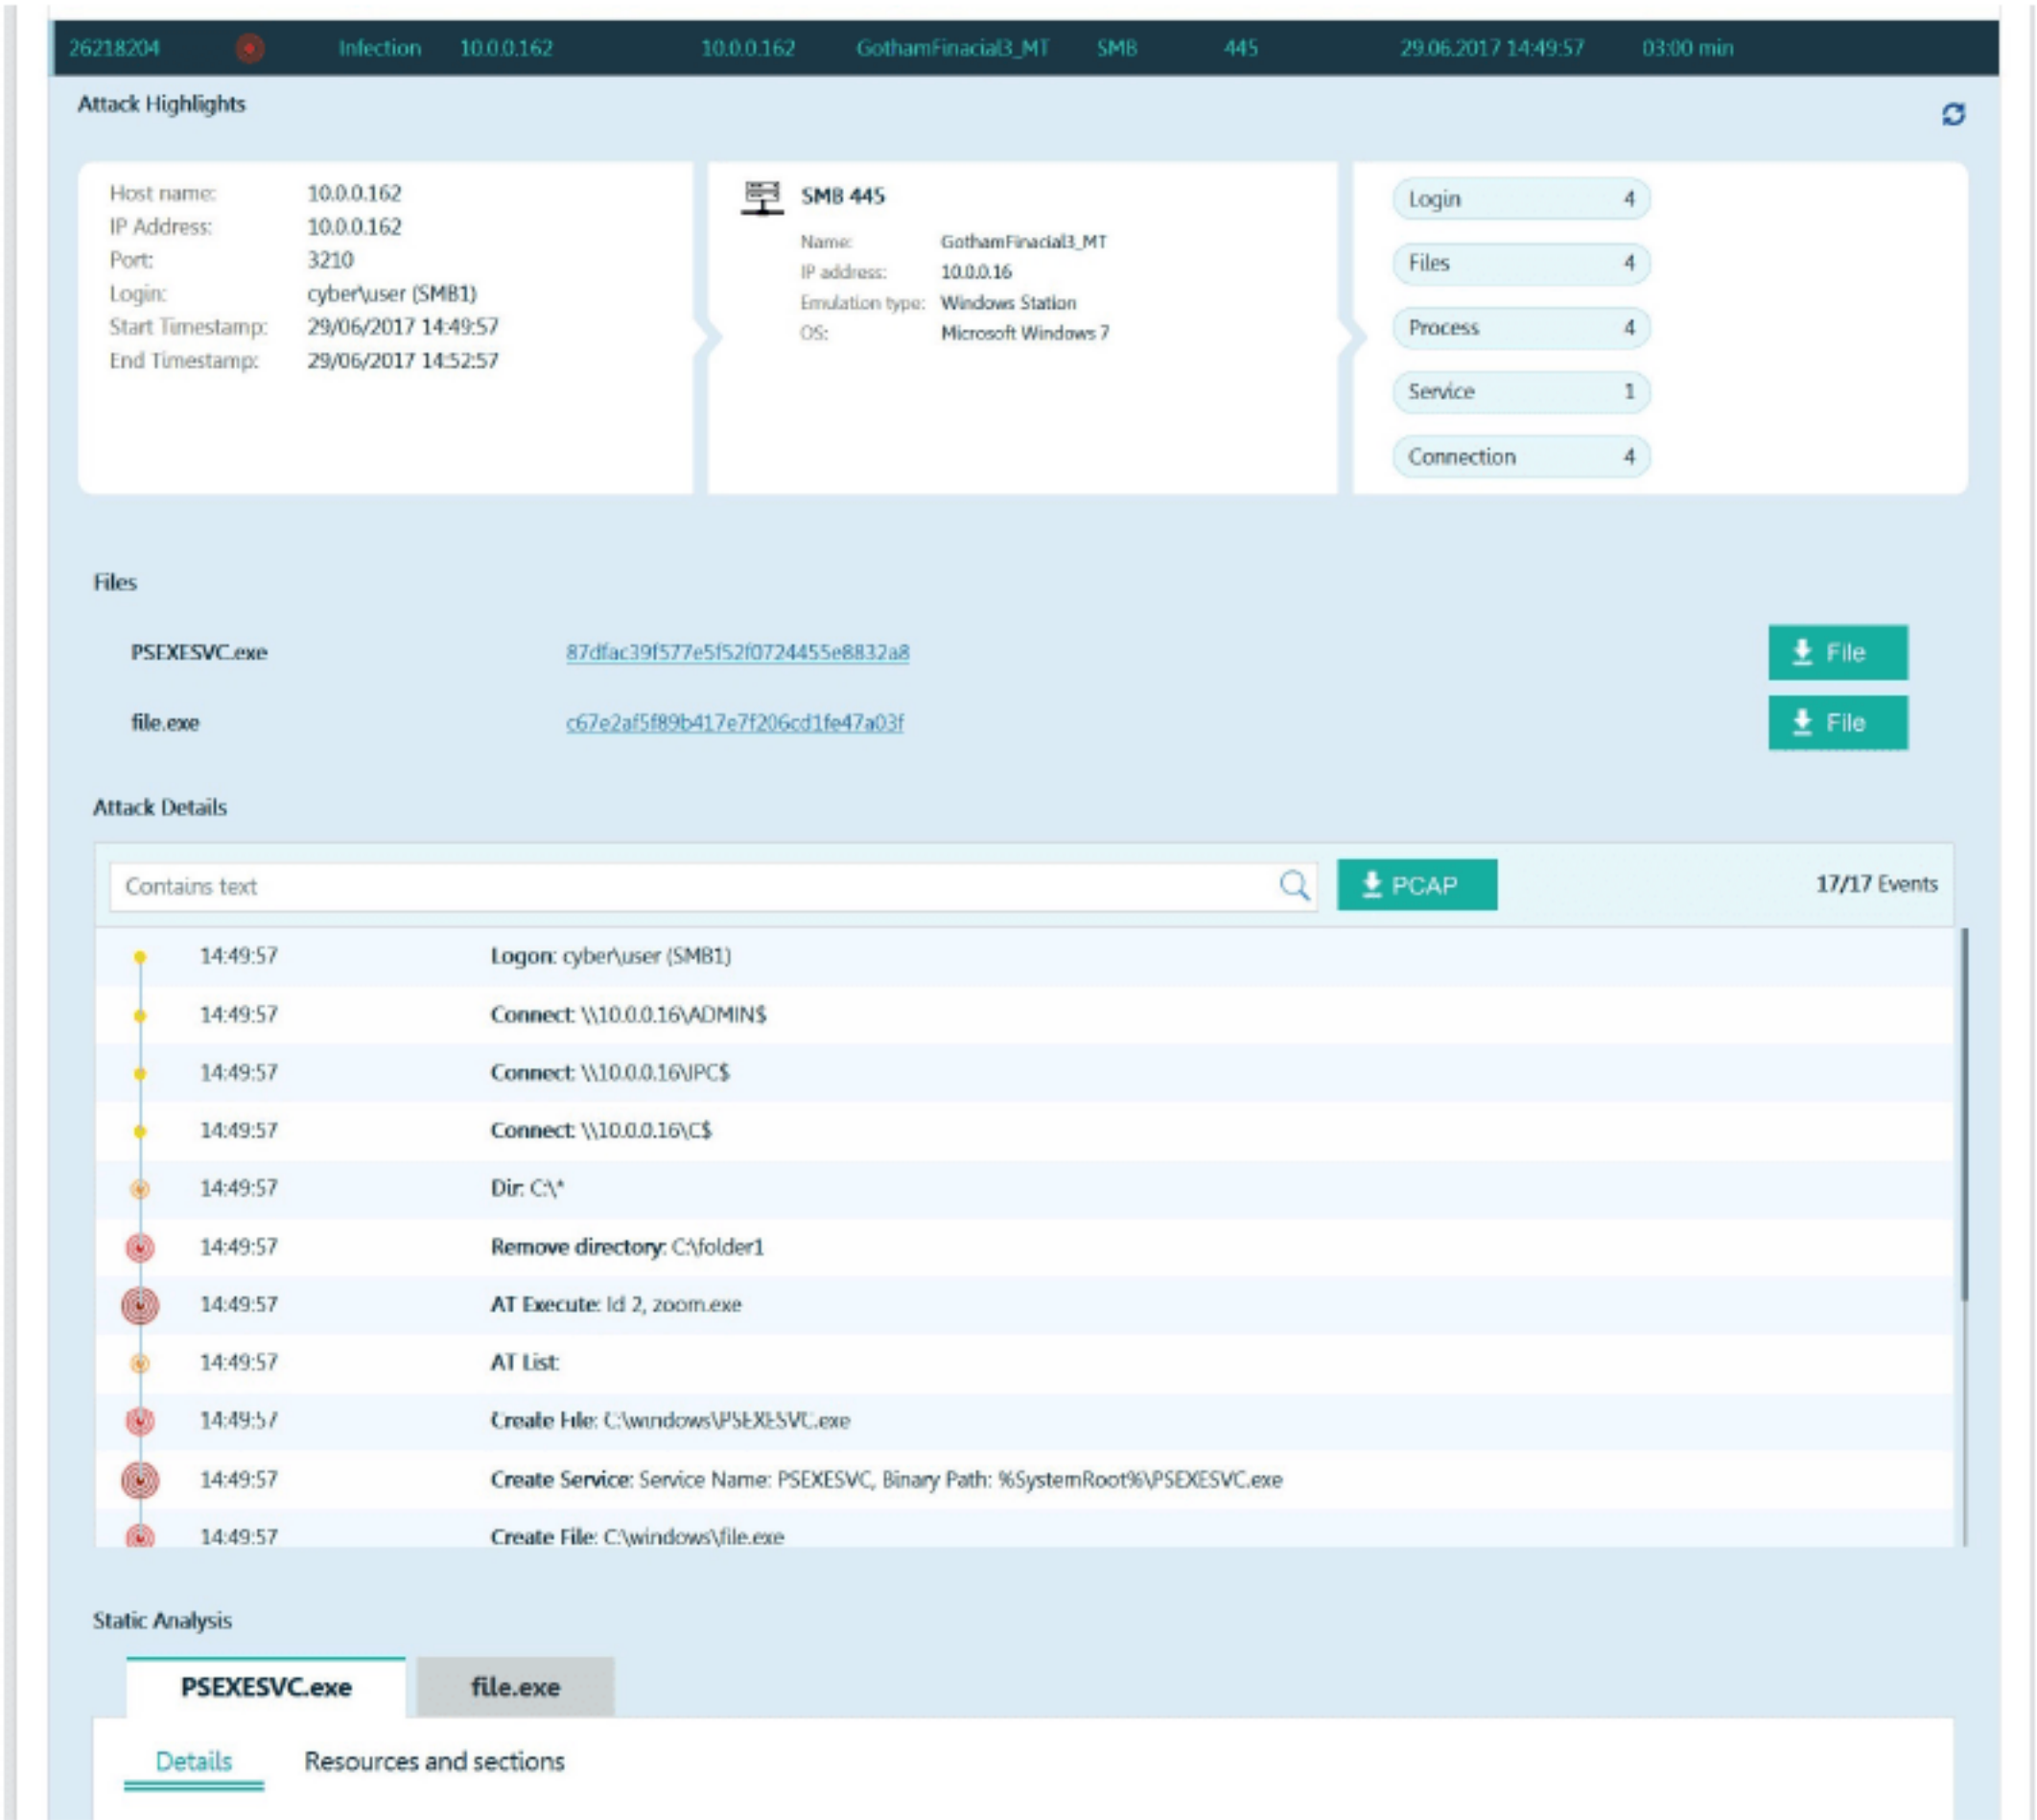 26218204 Infection 10.0.0.162 10.0.0.162 GothamFinacial3_MT SMB 445 29.06.2017 14:49:57 03:00 min
Attack Highlights
Host name: 10.0.0.162
IP Address: 10.0.0.162
Port: 3210
Login: cyber\user (SMB1)
Start Timestamp: 29/06/2017 14:49:57
End Timestamp: 29/06/2017 14:52:57
SMB 445
Name: GothamFinacial3_MT
IP address: 10.0.0.16
Emulation type: Windows Station
OS: Microsoft Windows 7
Login 4
Files 4
Process 4
Service 1
Connection 4
Files
PSEXESVC.exe 87dfac39f577e5f52f0724455e8832a8 File
file.exe c67e2af5f89b417e7f206cd1fe47a03f File
Attack Details
Contains text PCAP 17/17 Events
14:49:57 Logon: cyber\user (SMB1)
14:49:57 Connect: \\10.0.0.16\ADMIN$
14:49:57 Connect: \\10.0.0.16\IPC$
14:49:57 Connect: \\10.0.0.16\C$
14:49:57 Dir: C:\*
14:49:57 Remove directory: C:\folder1
14:49:57 AT Execute: Id 2, zoom.exe
14:49:57 AT List:
14:49:57 Create File: C:\windows\PSEXESVC.exe
14:49:57 Create Service: Service Name: PSEXESVC, Binary Path: %SystemRoot%\PSEXESVC.exe
14:49:57 Create File: C:\windows\file.exe
Static Analysis
PSEXESVC.exe file.exe
Details Resources and sections